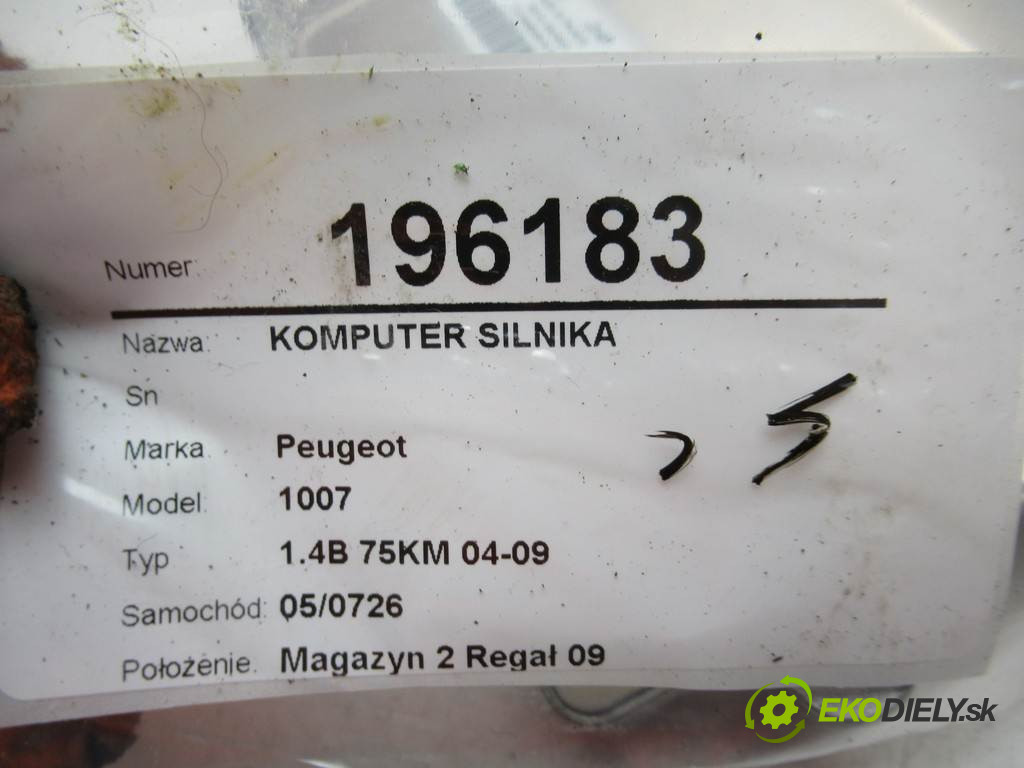 Numer: 196183
Nazwa: KOMPUTER SILNIKA
Sn
Marka Peugeot
Model: 1007
Typ 1.4B 75KM 04-09
Samochód: 05/0726
Położenie: Magazyn 2 Regał 09
EKODIELY.sk